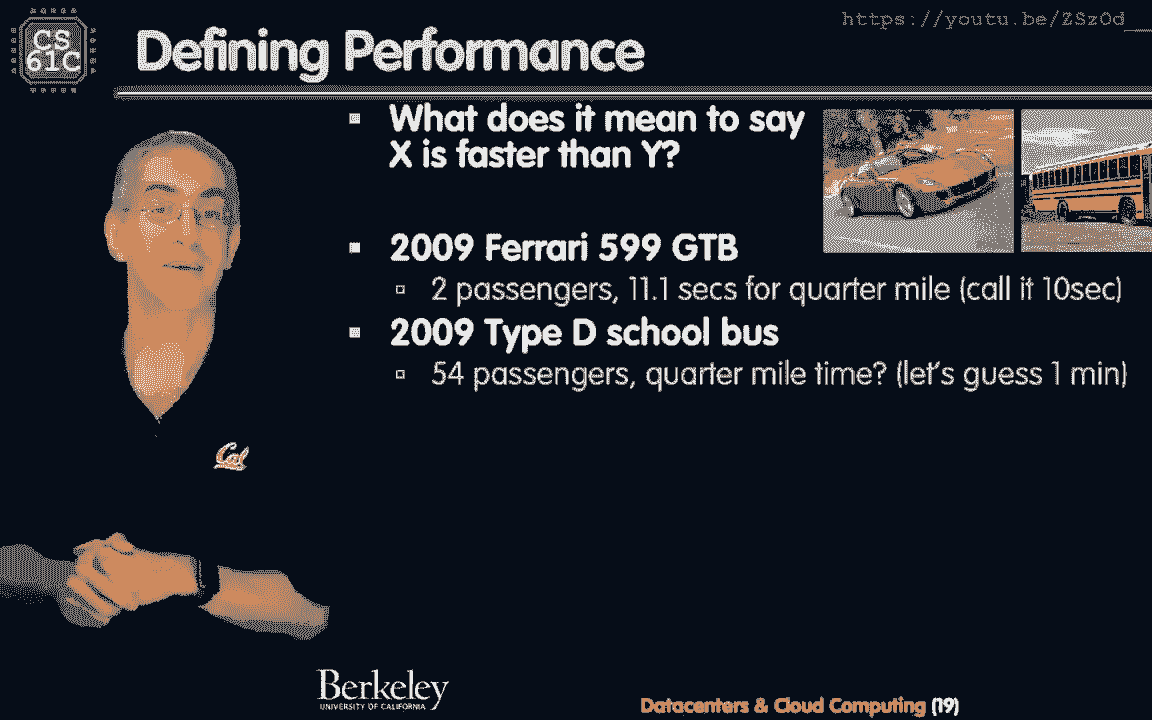 CS
61C
Defining Performance
https://youtu.be/ZSzOd
What does it mean to say
X is faster than Y?
2009 Ferrari 599 GTB
2 passengers, 11.1 secs for quarter mile (call it 10sec)
2009 Type D school bus
54 passengers, quarter mile time? (let's guess 1 min)
Cal
Berkeley
UNIVERSITY OF CALIFORNIA
Datacenters & Cloud Computing (19)